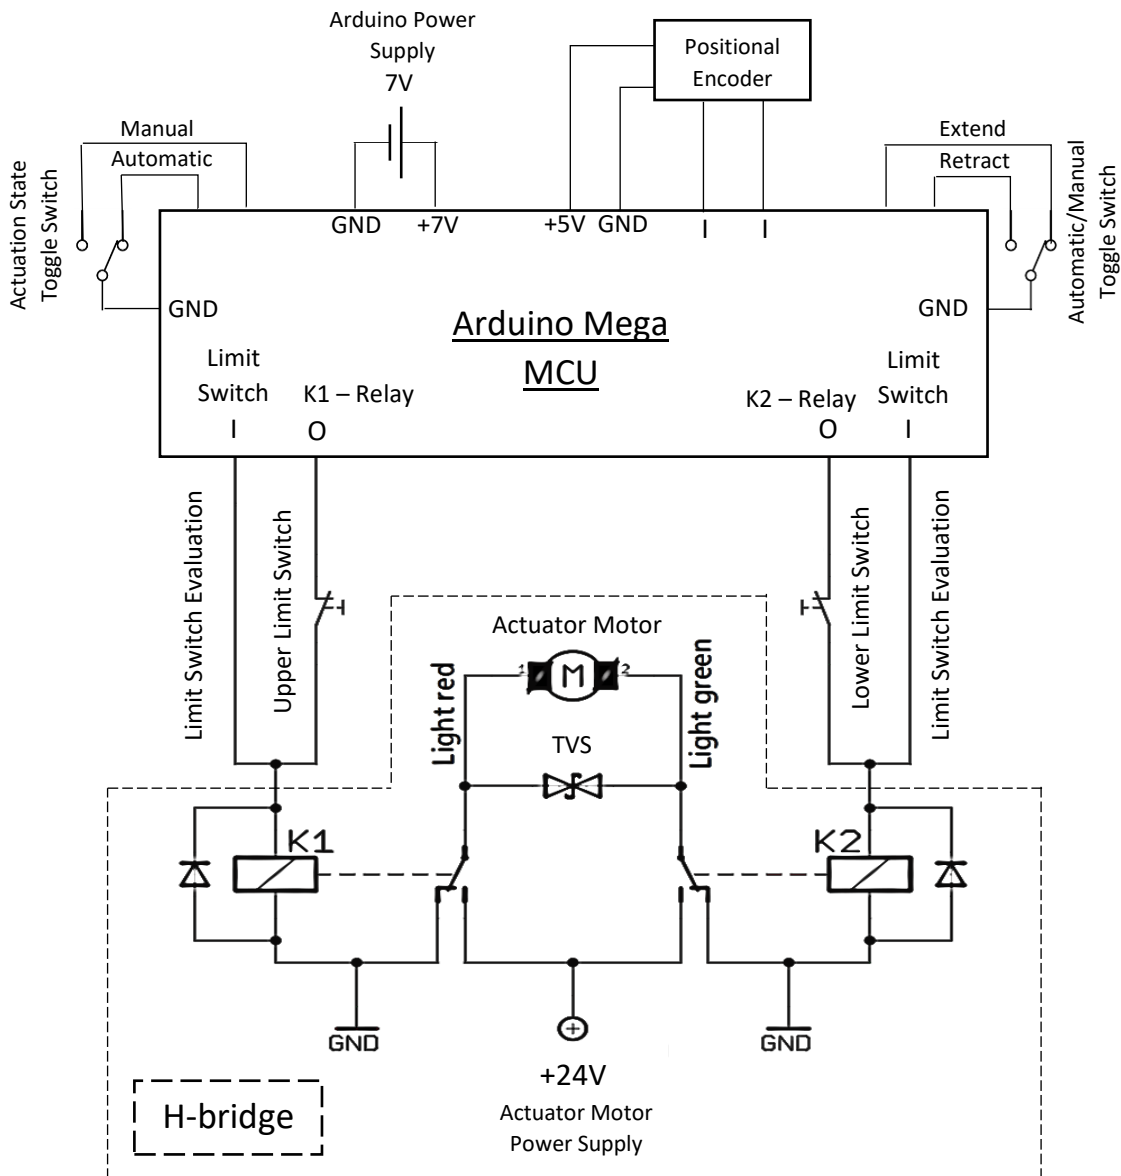 Arduino Power
Supply
7V
Positional
Encoder
Manual
Automatic
Extend
Retract
Actuation State
Toggle Switch
Automatic/Manual
Toggle Switch
GND
+7V
+5V
GND
I
I
GND
GND
Arduino Mega
MCU
Limit
Switch
I
K1 – Relay
O
K2 – Relay
O
Limit
Switch
I
Limit Switch Evaluation
Upper Limit Switch
Lower Limit Switch
Limit Switch Evaluation
Actuator Motor
1
M
2
Light red
Light green
TVS
K1
K2
GND
GND
+
+24V
Actuator Motor
Power Supply
H-bridge